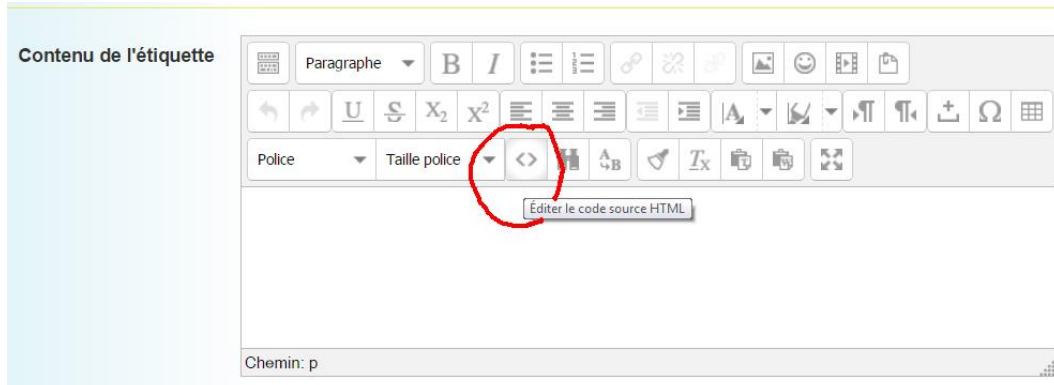 Contenu de l'étiquette
Paragraphe
Police
Taille police
Éditer le code source HTML
Chemin: p